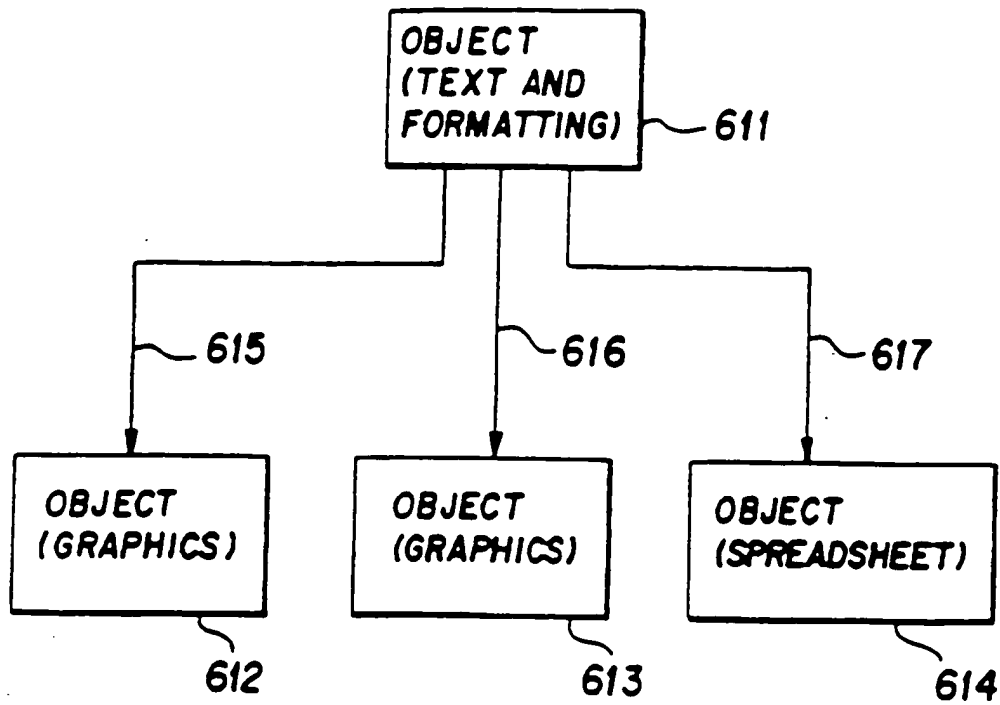 OBJECT
(TEXT AND
FORMATTING)
611
615
616
617
OBJECT
(GRAPHICS)
OBJECT
(GRAPHICS)
OBJECT
(SPREADSHEET)
612
613
614